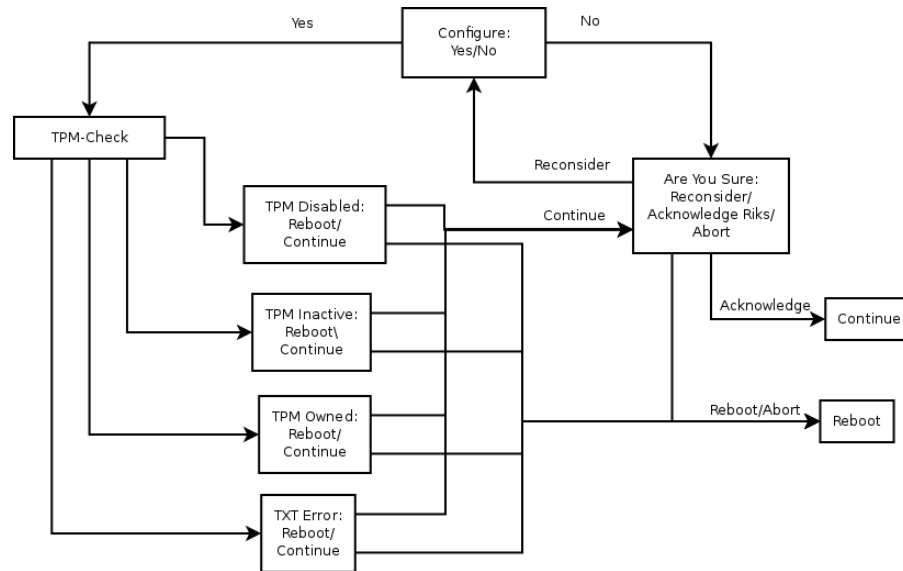 Yes
Configure:
Yes/No
No
TPM-Check
Reconsider
Are You Sure:
Reconsider/
Acknowledge Riks/
Abort
TPM Disabled:
Reboot/
Continue
Continue
TPM Inactive:
Reboot\
Continue
Acknowledge
Continue
TPM Owned:
Reboot/
Continue
Reboot/Abort
Reboot
TXT Error:
Reboot/
Continue